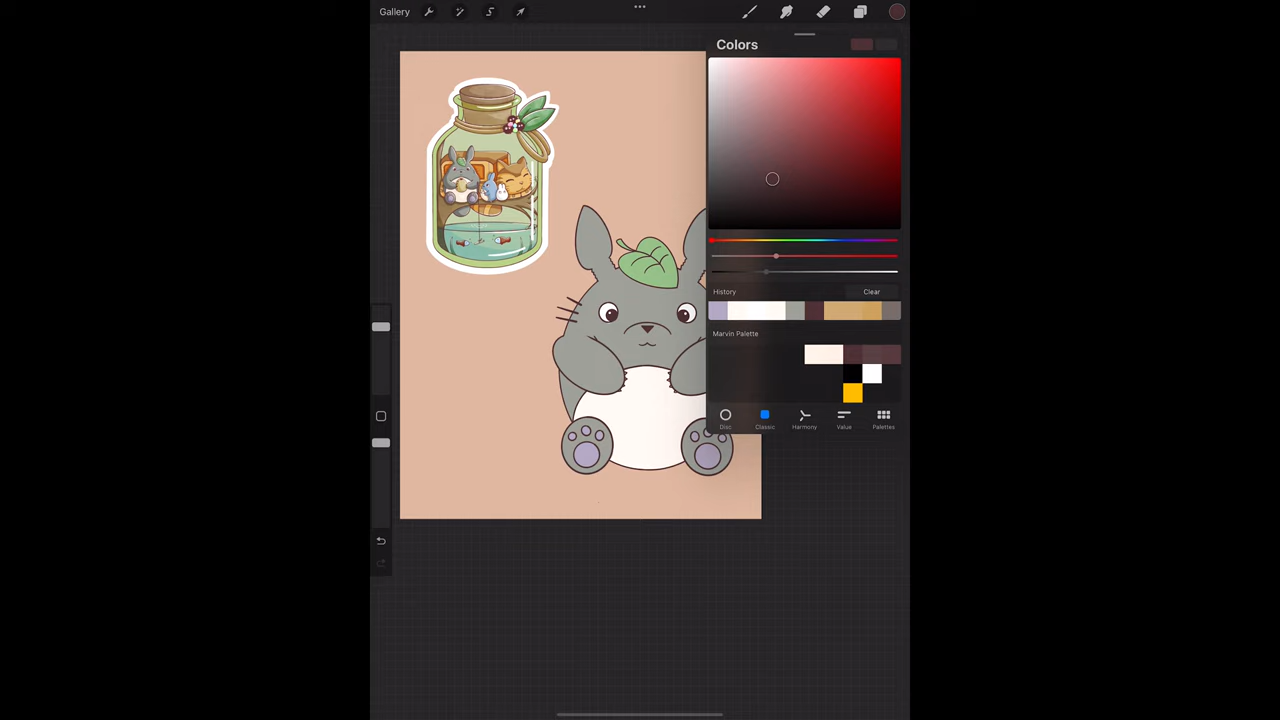 Gallery
Colors
History
Clear
Marvin Palette
Disc
Classic
Harmony
Value
Palettes